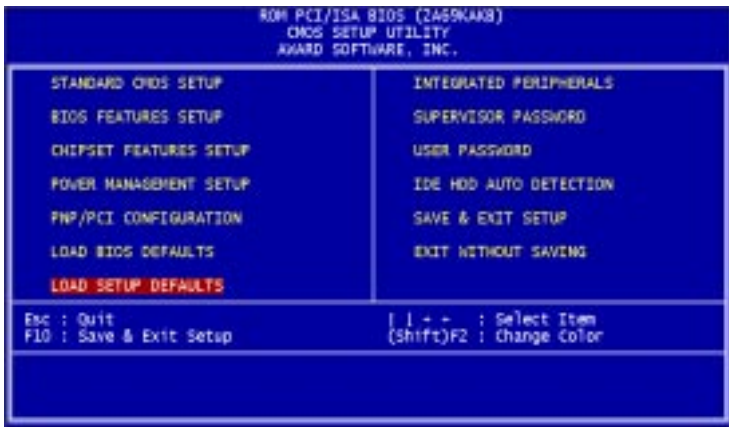 ROM PCI/ISA BIOS (2A69KAKB)
CMOS SETUP UTILITY
AWARD SOFTWARE, INC.
STANDARD CMOS SETUP
BIOS FEATURES SETUP
CHIPSET FEATURES SETUP
POWER MANAGEMENT SETUP
PNP/PCI CONFIGURATION
LOAD BIOS DEFAULTS
LOAD SETUP DEFAULTS
INTEGRATED PERIPHERALS
SUPERVISOR PASSWORD
USER PASSWORD
IDE HDD AUTO DETECTION
SAVE & EXIT SETUP
EXIT WITHOUT SAVING
Esc : Quit
F10 : Save & Exit Setup
: Select Item
(Shift)F2 : Change Color